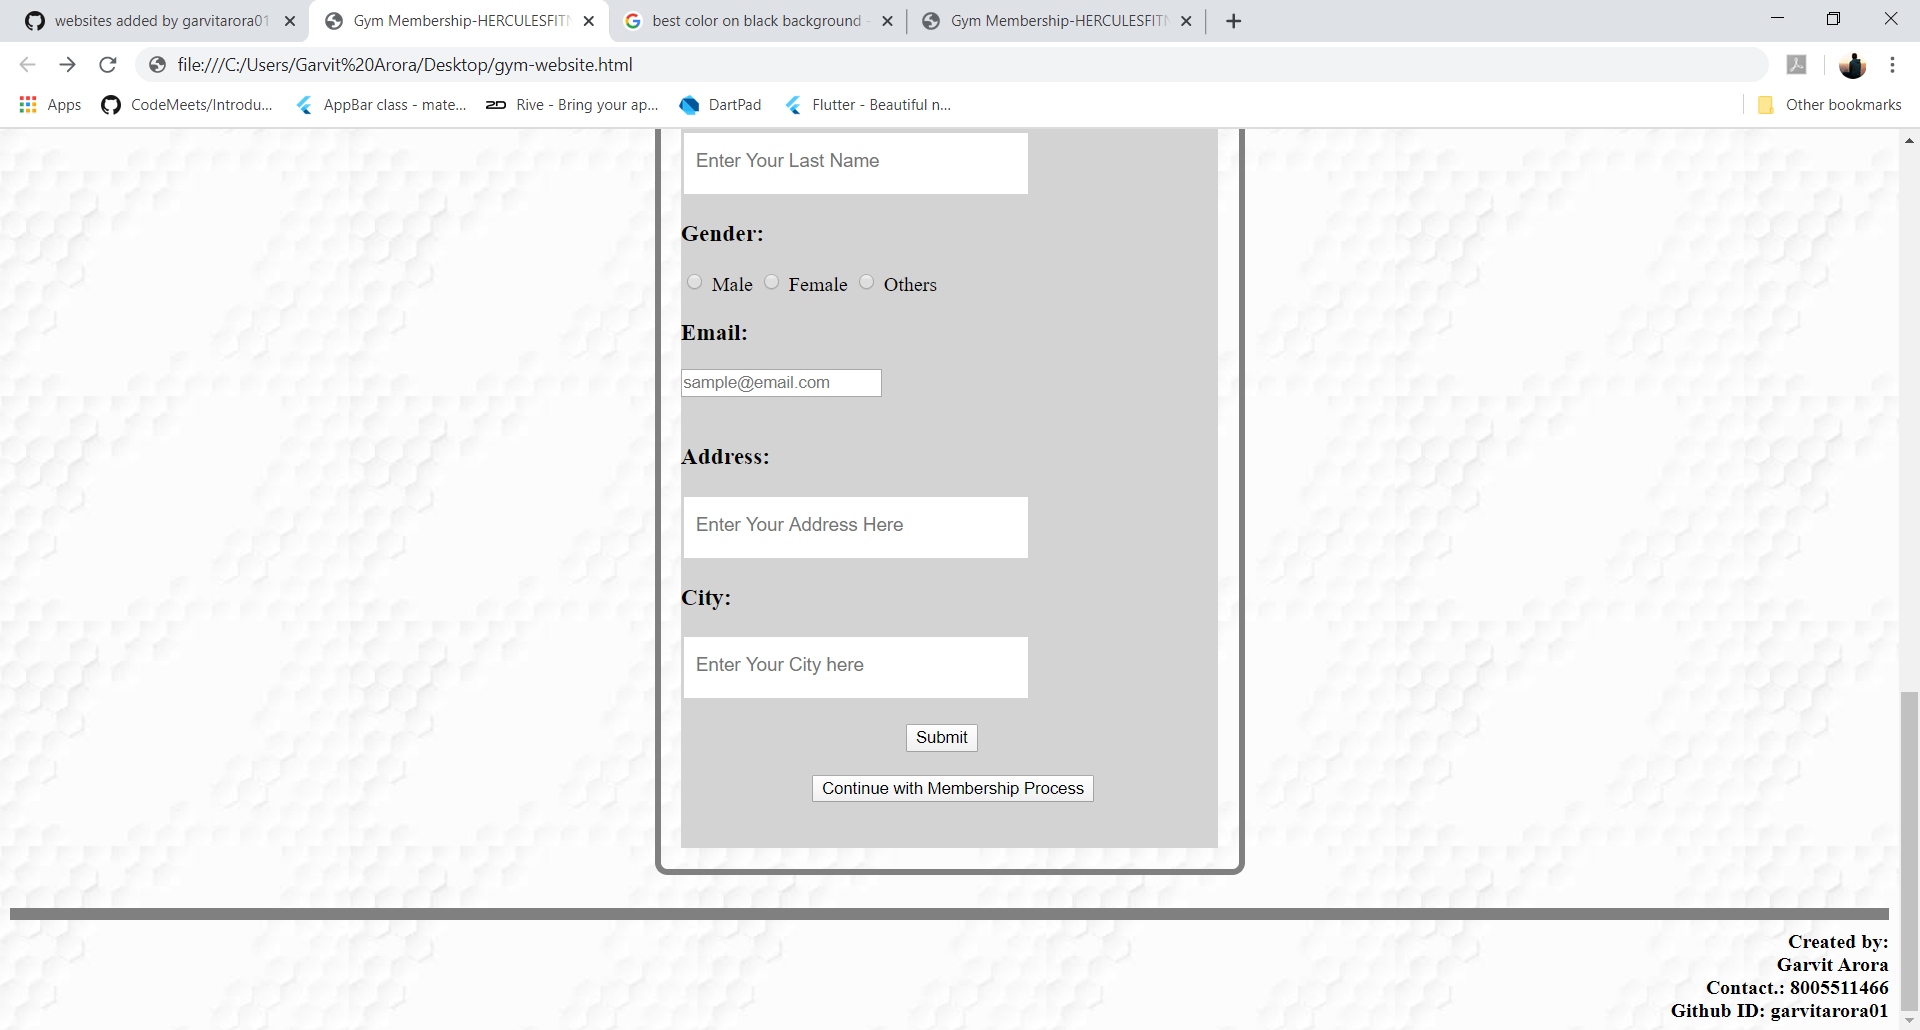 websites added by garvitarora01
Gym Membership-HERCULESFITN
best color on black background -
Gym Membership-HERCULESFITN
file:///C:/Users/Garvit%20Arora/Desktop/gym-website.html
Apps
CodeMeets/Introdu...
AppBar class - mate...
2D
Rive - Bring your ap...
DartPad
Flutter - Beautiful n...
Other bookmarks
Enter Your Last Name
Gender:
Male Female Others
Email:
sample@email.com
Address:
Enter Your Address Here
City:
Enter Your City here
Submit
Continue with Membership Process
Created by:
Garvit Arora
Contact.: 8005511466
Github ID: garvitarora01